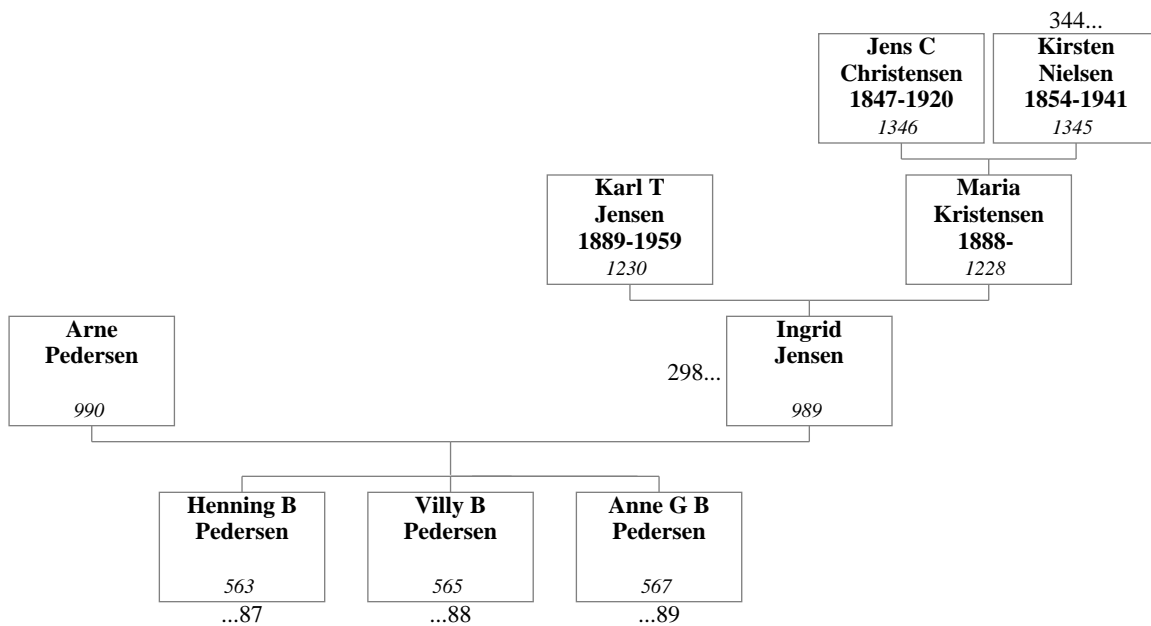 344...
Jens C
Christensen
1847-1920
1346
Kirsten
Nielsen
1854-1941
1345
Karl T
Jensen
1889-1959
1230
Maria
Kristensen
1888-
1228
Arne
Pedersen
990
298...
Ingrid
Jensen
989
Henning B
Pedersen
563
...87
Villy B
Pedersen
565
...88
Anne G B
Pedersen
567
...89